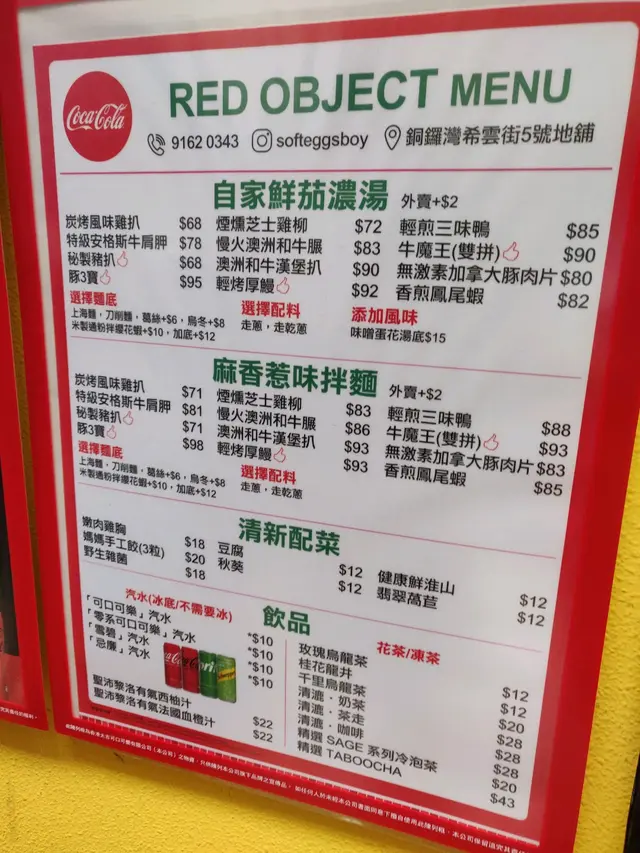 Coca-Cola
RED OBJECT MENU
9162 0343 softeggsboy 銅鑼灣希雲街5號地舖
自家鮮茄濃湯 外賣+$2
炭烤風味雞扒 $68
特級安格斯牛肩胛 $78
秘製豬扒 $68
豚3寶 $95
煙燻芝士雞柳 $72
慢火澳洲和牛腸 $83
澳洲和牛漢堡扒 $90
輕烤厚鰻 $92
輕煎三味鴨 $85
牛魔王(雙拼) $90
無激素加拿大豚肉片 $80
香煎鳳尾蝦 $82
選擇麵底
上海麵，刀削麵，葛絲+$6，烏冬+$8
米製通粉拌櫻花蝦+$10，加底+$12
選擇配料
走蔥，走乾蔥
添加風味
味噌蛋花湯底$15
麻香惹味拌麵 外賣+$2
炭烤風味雞扒 $71
特級安格斯牛肩胛 $81
秘製豬扒 $71
豚3寶 $98
煙燻芝士雞柳 $83
慢火澳洲和牛 $86
澳洲和牛漢堡扒 $93
輕烤厚鰻 $93
輕煎三味鴨 $88
牛魔王(雙拼) $93
無激素加拿大豚肉片 $83
香煎鳳尾蝦 $85
選擇麵底
上海麵，刀削麵，葛絲+$6，烏冬+$8
米製通粉拌櫻花蝦+$10，加底+$12
選擇配料
走蔥，走乾蔥
清新配菜
嫩肉雞胸 $18
媽媽手工餃(3粒) $20
野生雜菌 $18
豆腐 $12
秋葵 $12
健康鮮淮山 $12
翡翠萵苣 $12
飲品
汽水(冰底/不需要冰)
「可口可樂」汽水 *$10
「零系可口可樂」汽水 *$10
「雪碧」汽水 *$10
「忌廉」汽水 *$10
聖沛黎洛有氣西柚汁 $22
聖沛黎洛有氣法國血橙汁 $22
花茶/凍茶
玫瑰烏龍茶 $12
桂花龍井 $12
千里烏龍茶 $20
清漉．奶茶 $28
清漉．茶走 $28
清漉．咖啡 $28
精選 SAGE 系列冷泡茶 $20
精選 TABOOCHA $43